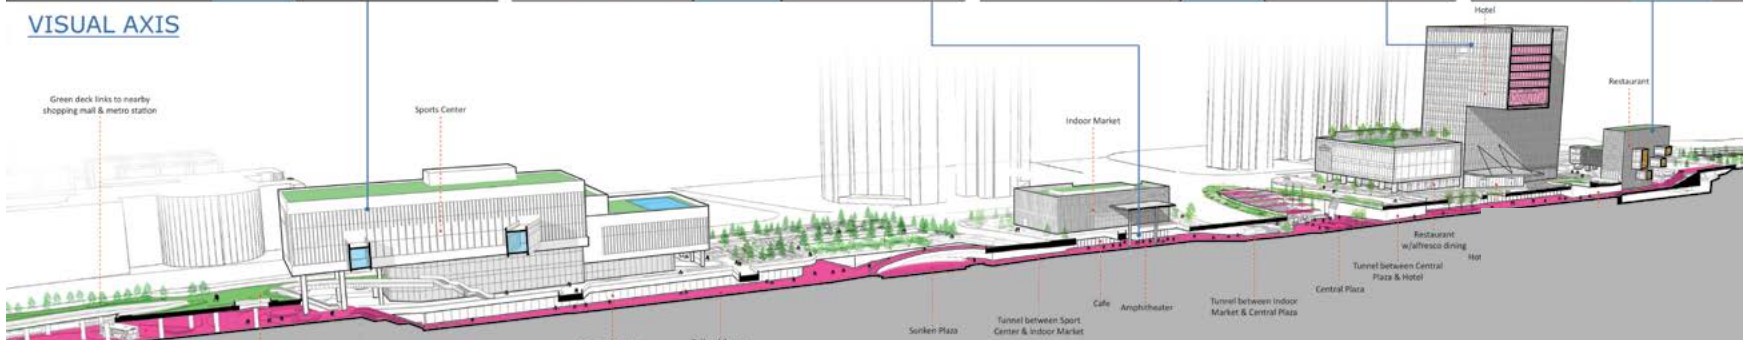 VISUAL AXIS
Hotel
Green deck links to nearby
shopping mall & metro station
Sports Center
Indoor Market
Restaurant
Restaurant
w/alfresco dining
Hot
Tunnel between Central
Plaza & Hotel
Central Plaza
Tunnel between Indoor
Market & Central Plaza
Cafe
Amphitheater
Tunnel between Sport
Center & Indoor Market
Sunken Plaza